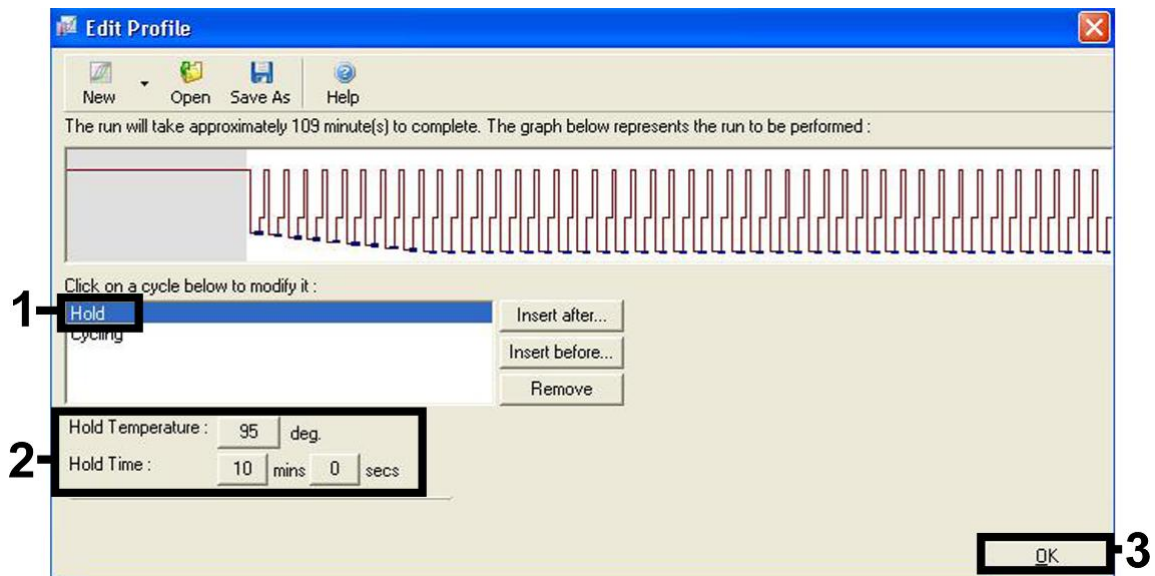 Edit Profile
New Open Save As Help
The run will take approximately 109 minute(s) to complete. The graph below represents the run to be performed :
Click on a cycle below to modify it :
1 Hold Insert after...
Cycling Insert before...
Remove
Hold Temperature : 95 deg.
2
Hold Time : 10 mins 0 secs
OK 3